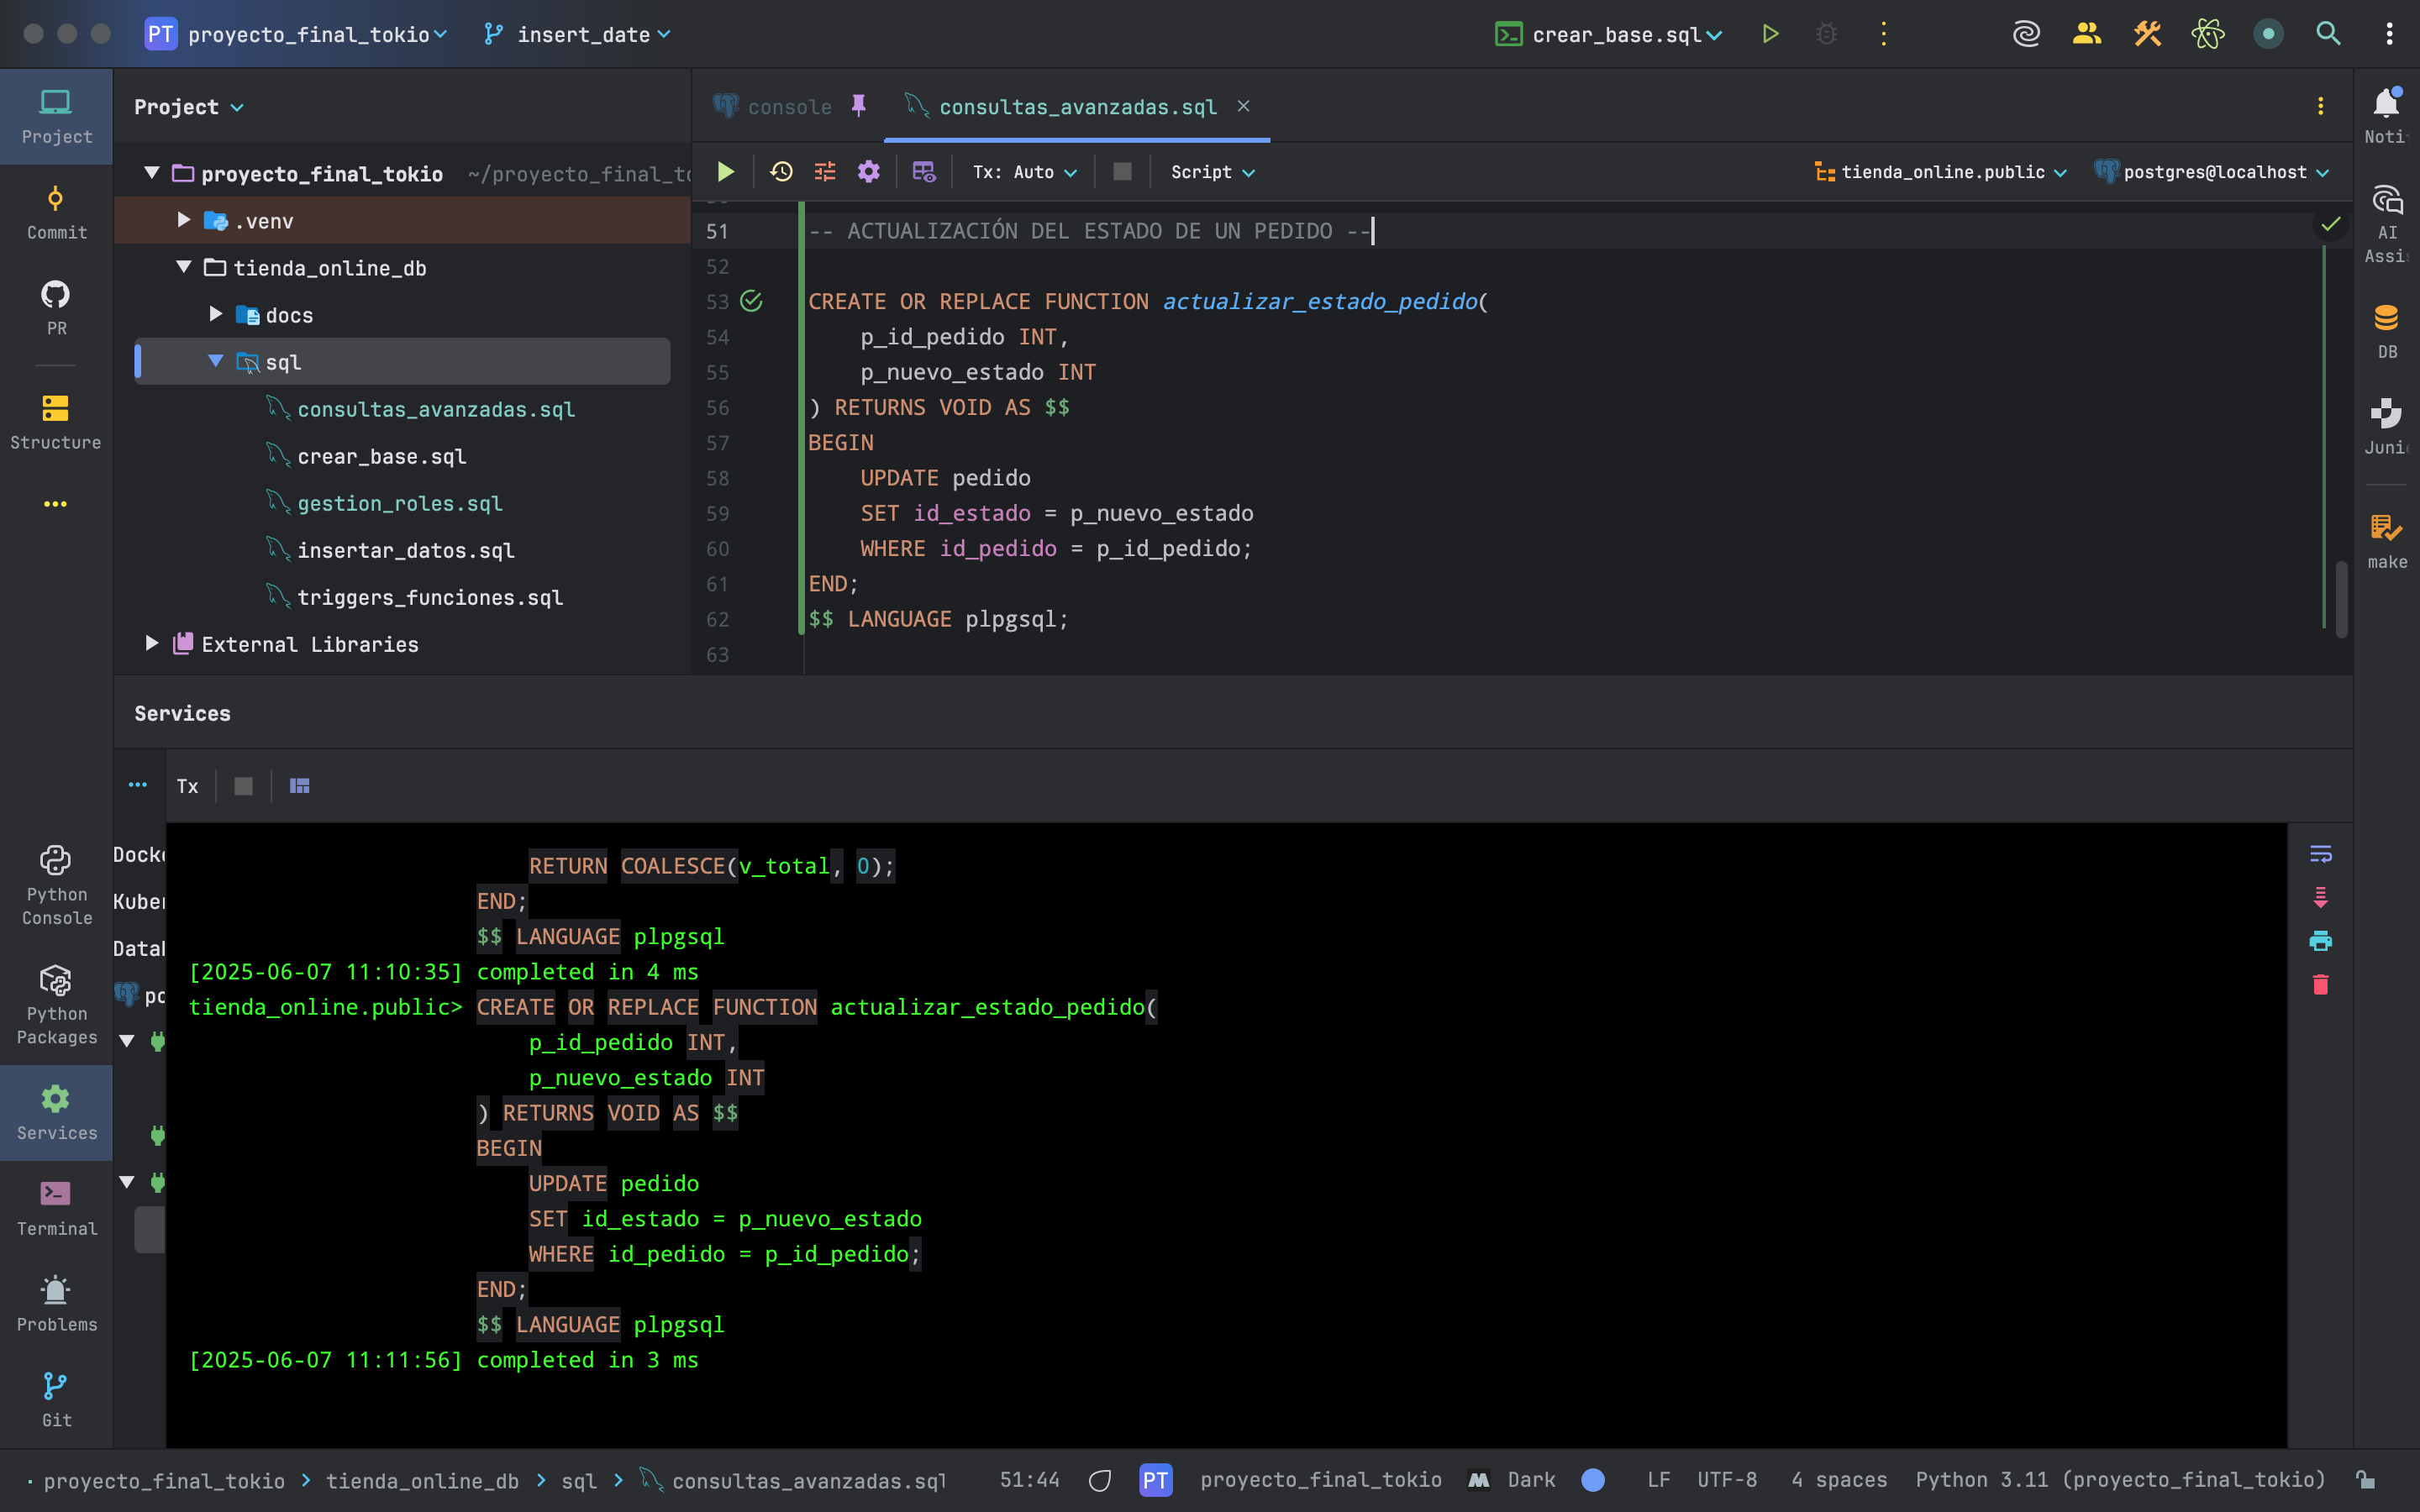 PT proyecto_final_tokio insert_date crear_base.sql
Project
Commit
PR
Structure
Python
Console
Python
Packages
Services
Terminal
Problems
Git
Project
proyecto_final_tokio ~/proyecto_final_to
.venv
tienda_online_db
docs
sql
consultas_avanzadas.sql
crear_base.sql
gestion_roles.sql
insertar_datos.sql
triggers_funciones.sql
External Libraries
console consultas_avanzadas.sql
Tx: Auto Script tienda_online.public postgres@localhost
51 -- ACTUALIZACIÓN DEL ESTADO DE UN PEDIDO --
52
53 CREATE OR REPLACE FUNCTION actualizar_estado_pedido(
54 p_id_pedido INT,
55 p_nuevo_estado INT
56 ) RETURNS VOID AS $$
57 BEGIN
58 UPDATE pedido
59 SET id_estado = p_nuevo_estado
60 WHERE id_pedido = p_id_pedido;
61 END;
62 $$ LANGUAGE plpgsql;
63
Noti
AI
Assi
DB
Juni
make
Services
Tx
Docke
Kuber
Datab
po
RETURN COALESCE(v_total, 0);
END;
$$ LANGUAGE plpgsql
[2025-06-07 11:10:35] completed in 4 ms
tienda_online.public> CREATE OR REPLACE FUNCTION actualizar_estado_pedido(
p_id_pedido INT,
p_nuevo_estado INT
) RETURNS VOID AS $$
BEGIN
UPDATE pedido
SET id_estado = p_nuevo_estado
WHERE id_pedido = p_id_pedido;
END;
$$ LANGUAGE plpgsql
[2025-06-07 11:11:56] completed in 3 ms
proyecto_final_tokio > tienda_online_db > sql > consultas_avanzadas.sql 51:44 PT proyecto_final_tokio Dark LF UTF-8 4 spaces Python 3.11 (proyecto_final_tokio)